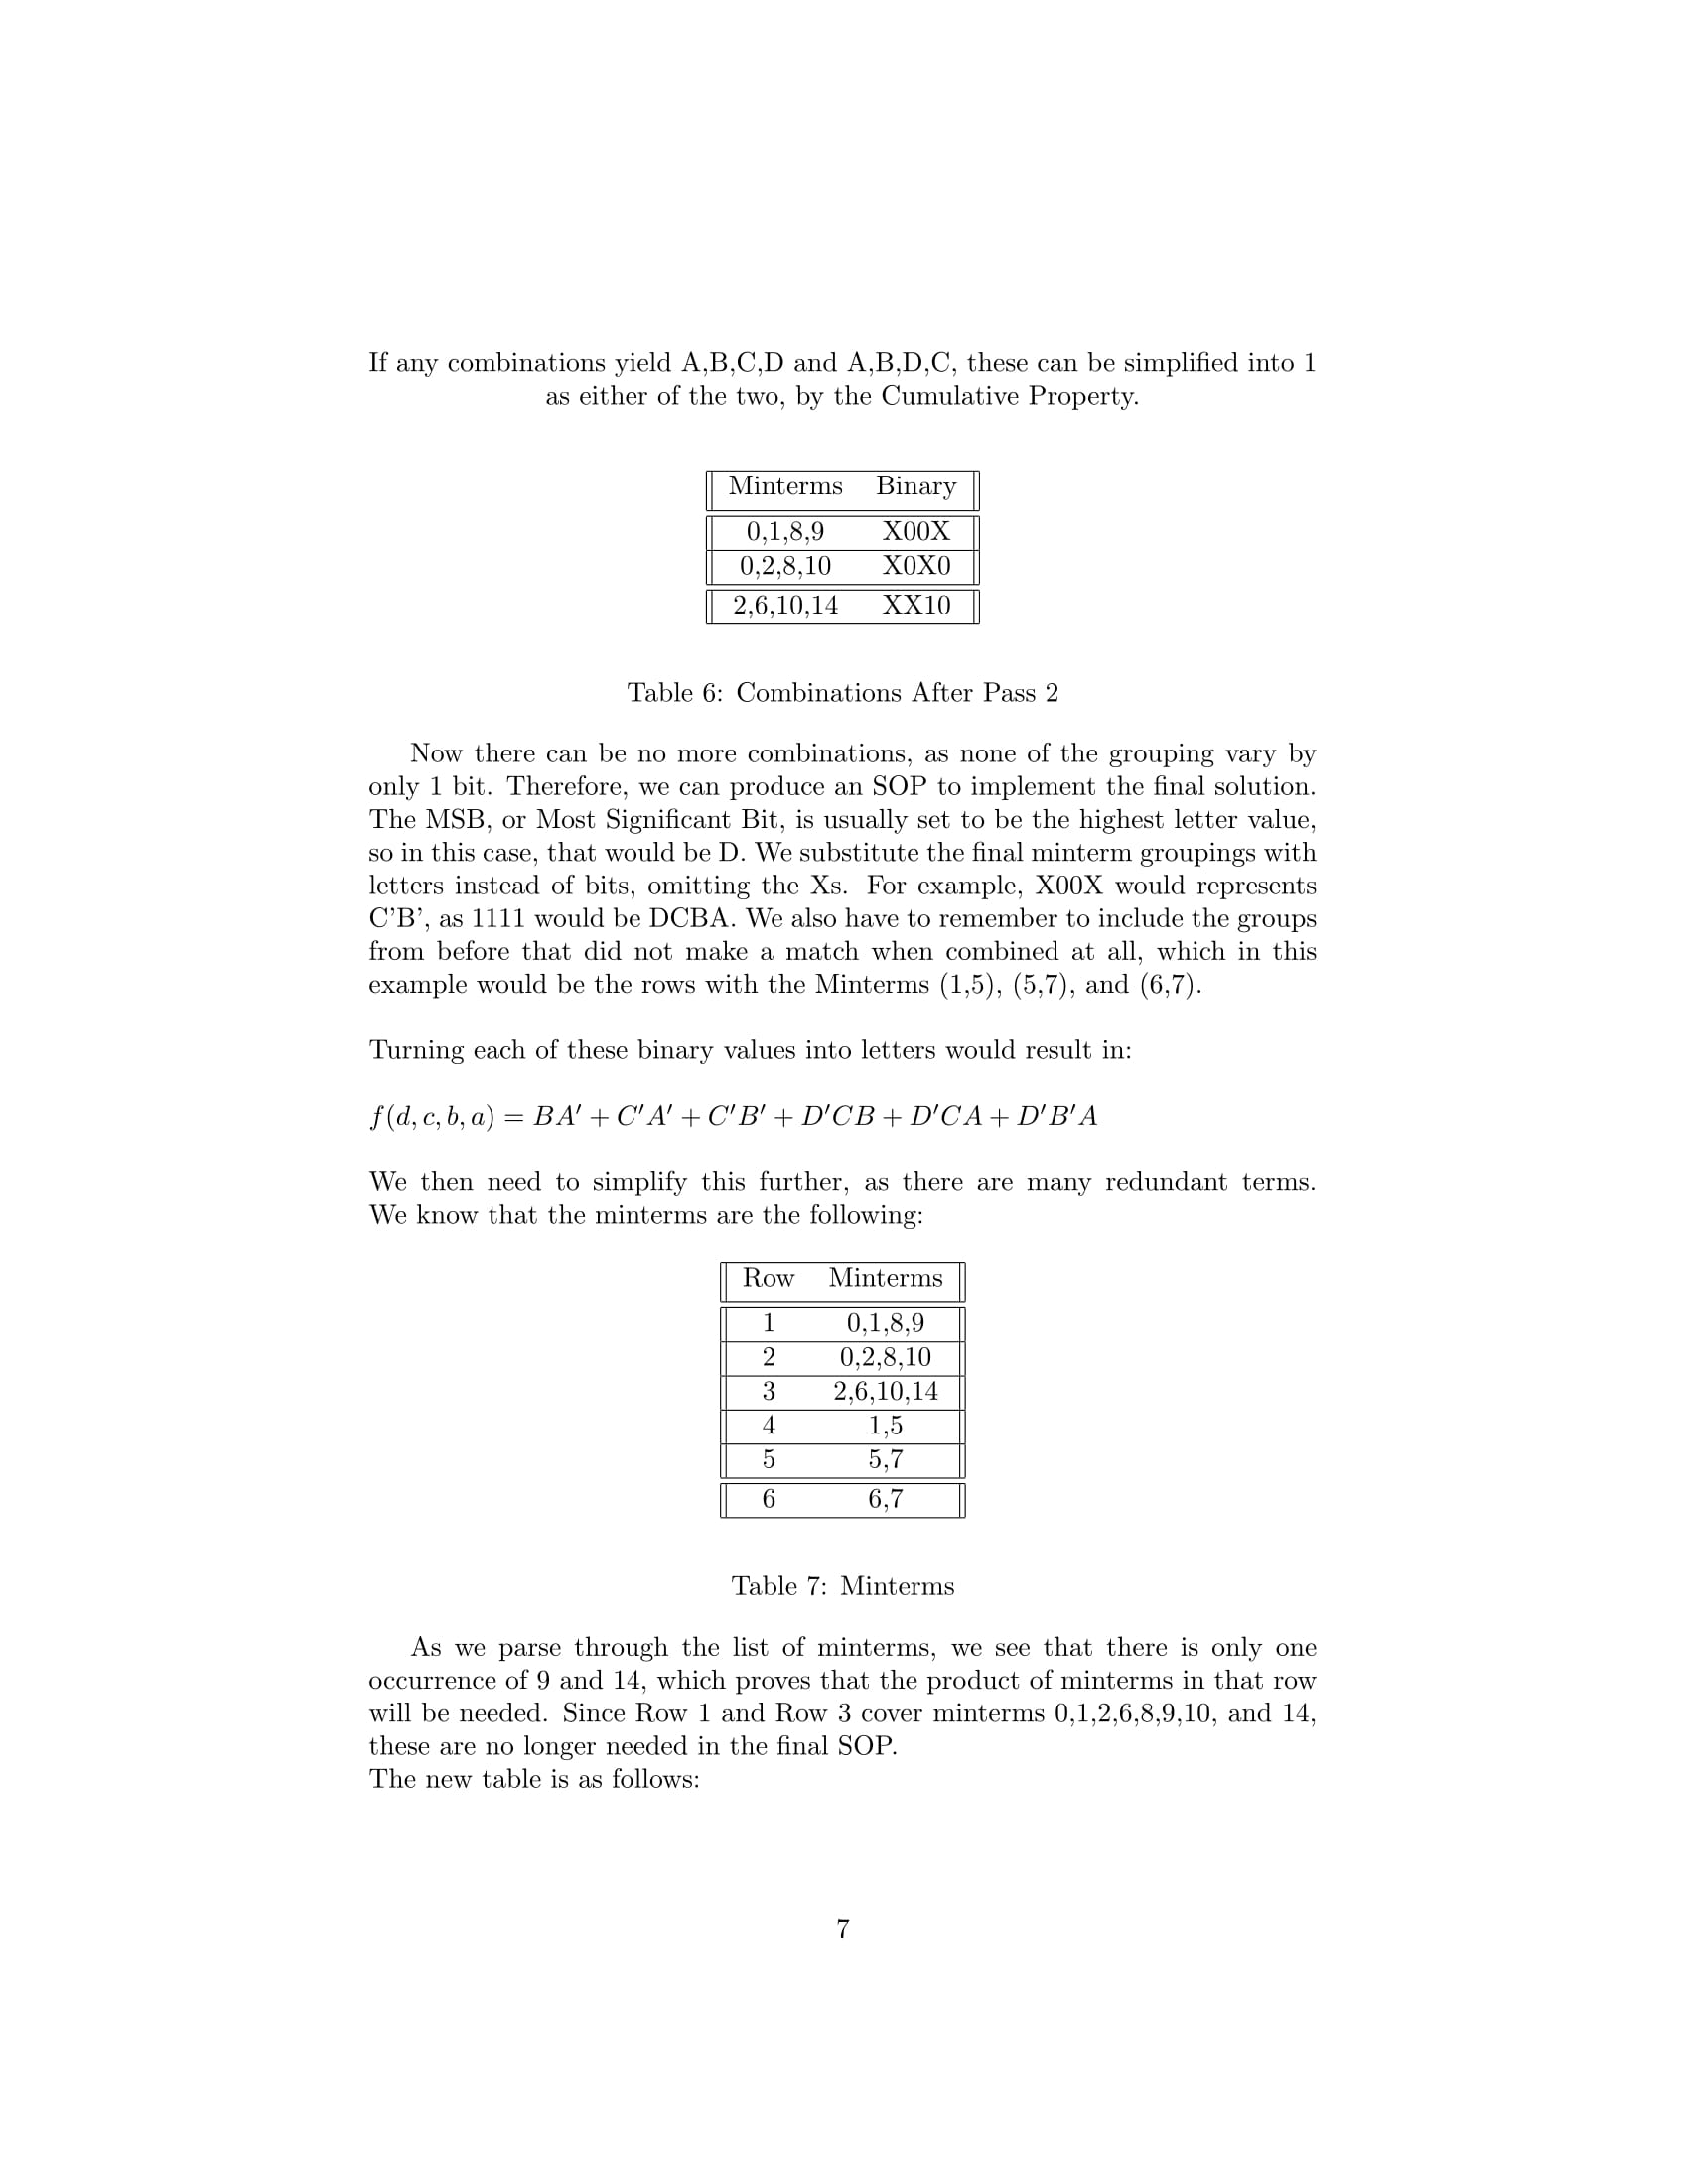 If any combinations yield A,B,C,D and A,B,D,C, these can be simplified into 1
as either of the two, by the Cumulative Property.
Minterms Binary
0,1,8,9 X00X
0,2,8,10 X0X0
2,6,10,14 XX10
Table 6: Combinations After Pass 2
Now there can be no more combinations, as none of the grouping vary by
only 1 bit. Therefore, we can produce an SOP to implement the final solution.
The MSB, or Most Significant Bit, is usually set to be the highest letter value,
so in this case, that would be D. We substitute the final minterm groupings with
letters instead of bits, omitting the Xs. For example, X00X would represents
C'B', as 1111 would be DCBA. We also have to remember to include the groups
from before that did not make a match when combined at all, which in this
example would be the rows with the Minterms (1,5), (5,7), and (6,7).
Turning each of these binary values into letters would result in:
f(d, c, b, a) = BA′ + C′A′ + C′B′ + D′CB + D′CA + D′B′A
We then need to simplify this further, as there are many redundant terms.
We know that the minterms are the following:
Row Minterms
1 0,1,8,9
2 0,2,8,10
3 2,6,10,14
4 1,5
5 5,7
6 6,7
Table 7: Minterms
As we parse through the list of minterms, we see that there is only one
occurrence of 9 and 14, which proves that the product of minterms in that row
will be needed. Since Row 1 and Row 3 cover minterms 0,1,2,6,8,9,10, and 14,
these are no longer needed in the final SOP.
The new table is as follows:
7